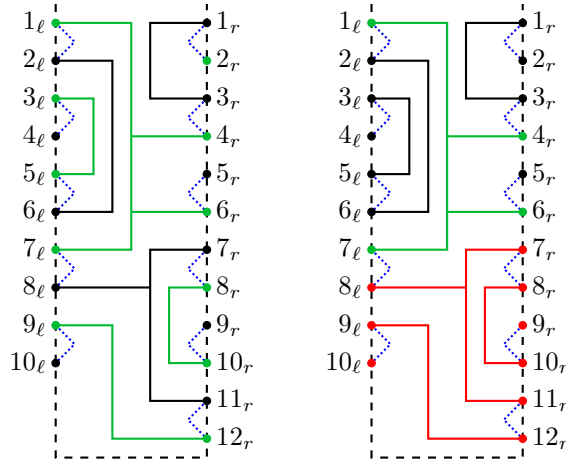 1ℓ 1r 1ℓ 1r
2ℓ 2r 2ℓ 2r
3ℓ 3r 3ℓ 3r
4ℓ 4r 4ℓ 4r
5ℓ 5r 5ℓ 5r
6ℓ 6r 6ℓ 6r
7ℓ 7r 7ℓ 7r
8ℓ 8r 8ℓ 8r
9ℓ 9r 9ℓ 9r
10ℓ 10r 10ℓ 10r
11r 11r
12r 12r